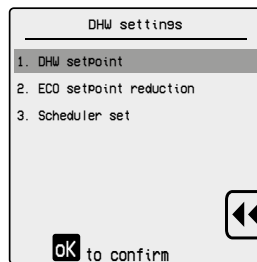 DHW settings
1. DHW setpoint
2. ECO setpoint reduction
3. Scheduler set
OK to confirm